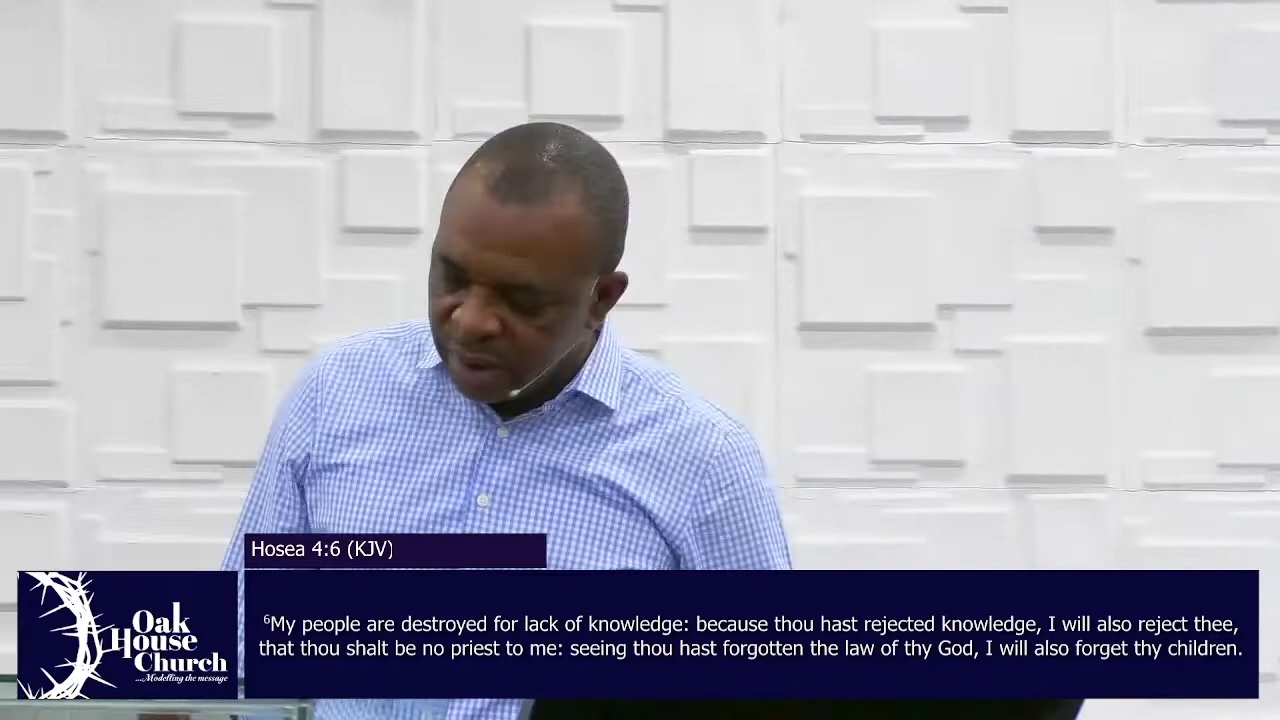 Hosea 4:6 (KJV)
⁶My people are destroyed for lack of knowledge: because thou hast rejected knowledge, I will also reject thee,
that thou shalt be no priest to me: seeing thou hast forgotten the law of thy God, I will also forget thy children.
Oak
House
Church
...Modelling the message